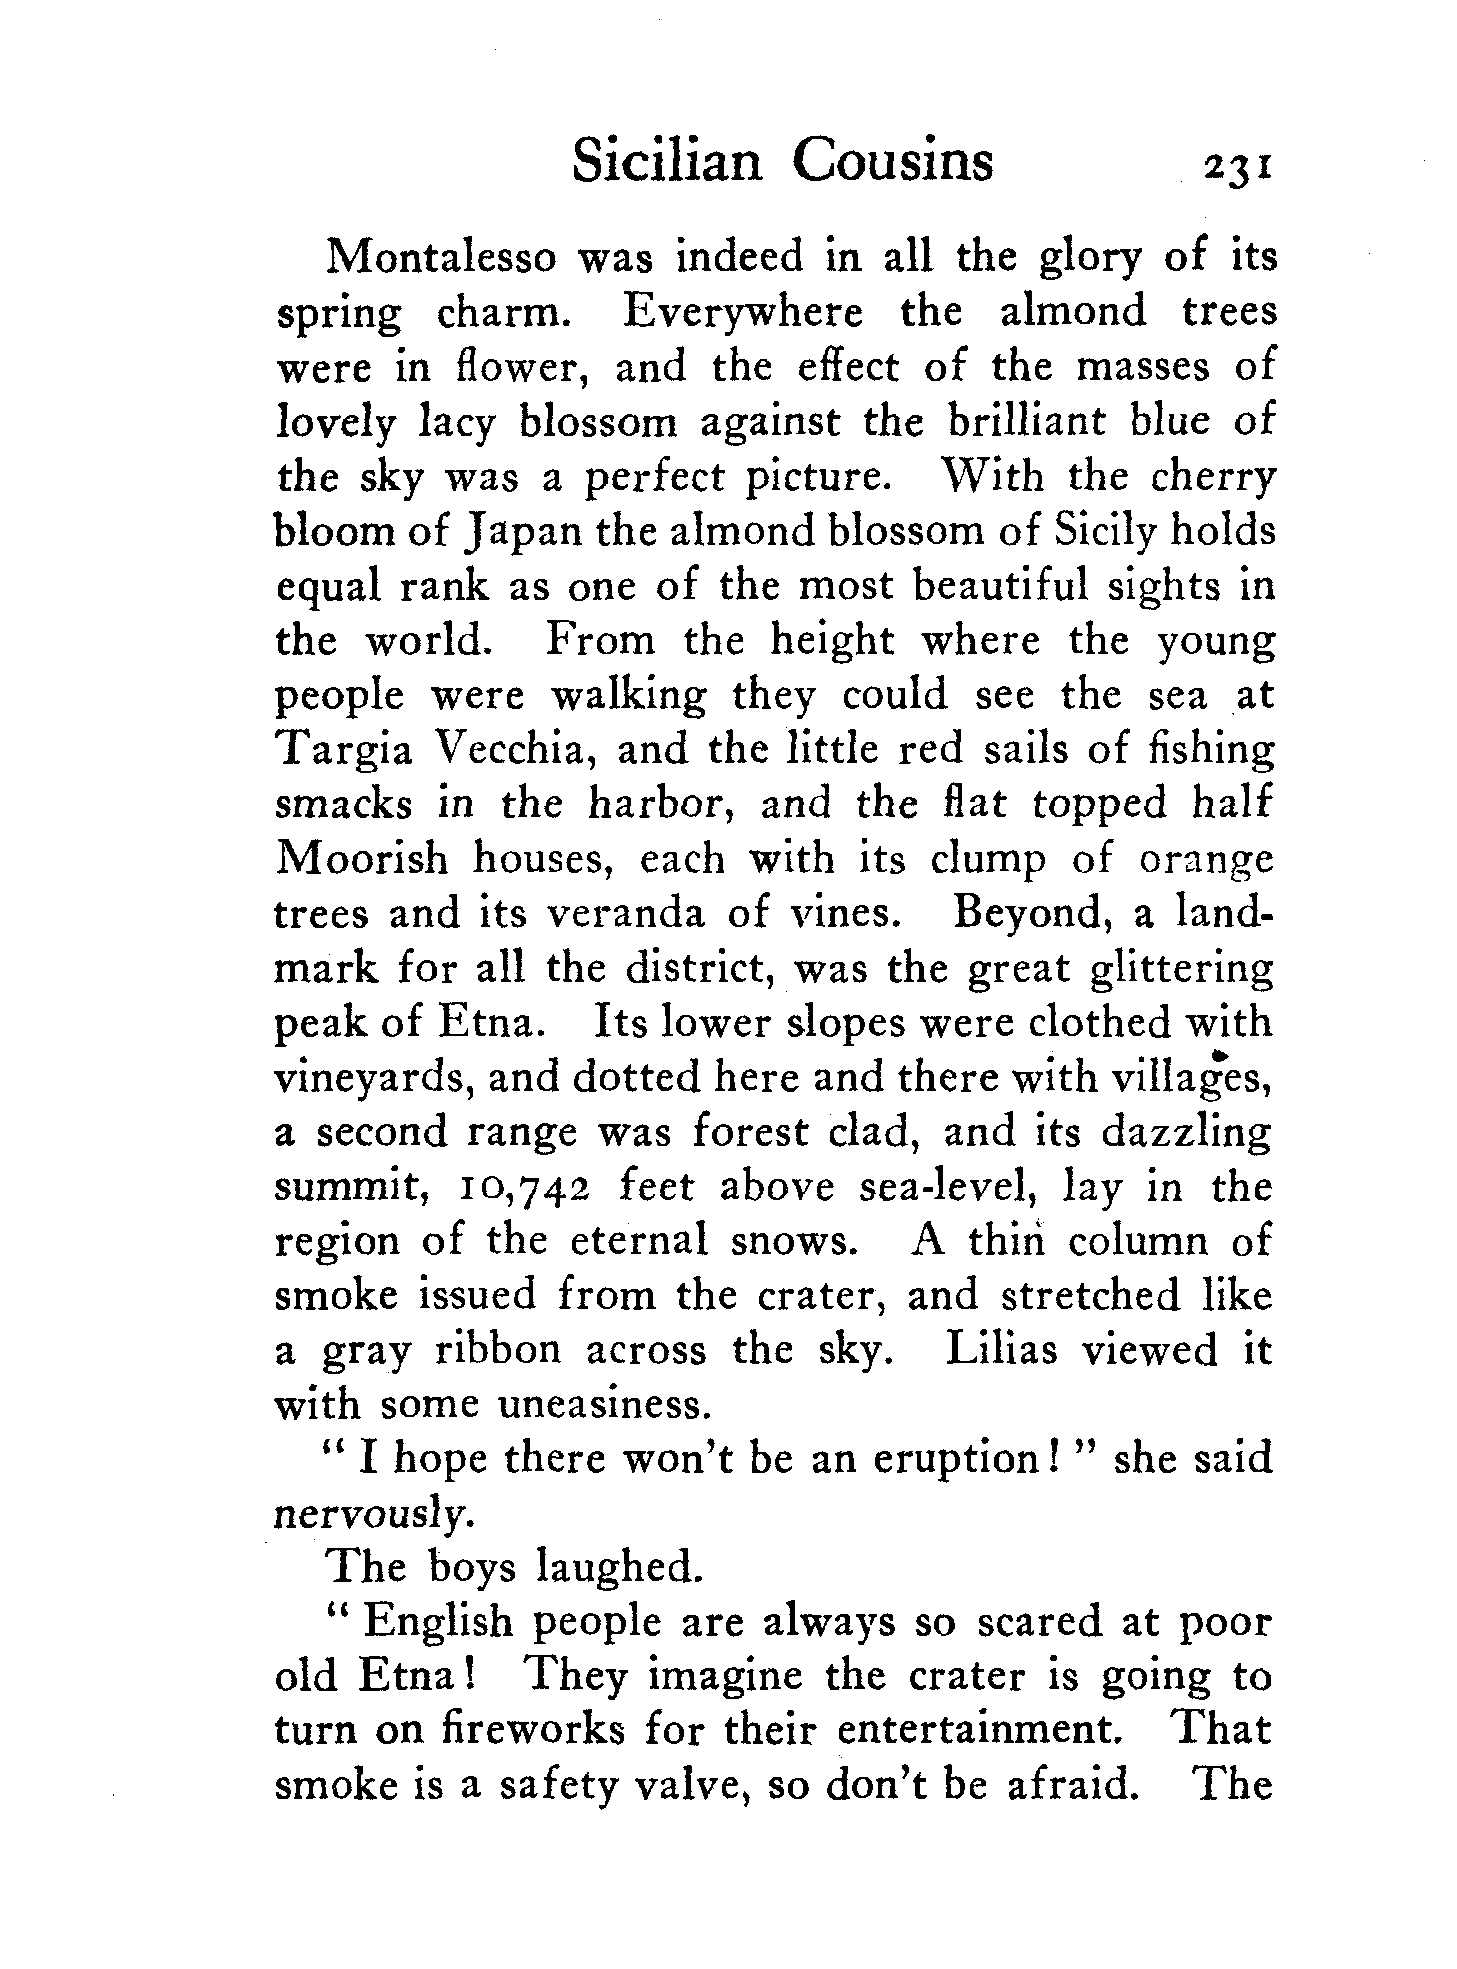 Sicilian Cousins 231
Montalesso was indeed in all the glory of its
spring charm. Everywhere the almond trees
were in flower, and the effect of the masses of
lovely lacy blossom against the brilliant blue of
the sky was a perfect picture. With the cherry
bloom of Japan the almond blossom of Sicily holds
equal rank as one of the most beautiful sights in
the world. From the height where the young
people were walking they could see the sea at
Targia Vecchia, and the little red sails of fishing
smacks in the harbor, and the flat topped half
Moorish houses, each with its clump of orange
trees and its veranda of vines. Beyond, a land-
mark for all the district, was the great glittering
peak of Etna. Its lower slopes were clothed with
vineyards, and dotted here and there with villages,
a second range was forest clad, and its dazzling
summit, 10,742 feet above sea-level, lay in the
region of the eternal snows. A thin column of
smoke issued from the crater, and stretched like
a gray ribbon across the sky. Lilias viewed it
with some uneasiness.
“ I hope there won’t be an eruption! ” she said
nervously.
The boys laughed.
“ English people are always so scared at poor
old Etna! They imagine the crater is going to
turn on fireworks for their entertainment. That
smoke is a safety valve, so don’t be afraid. The